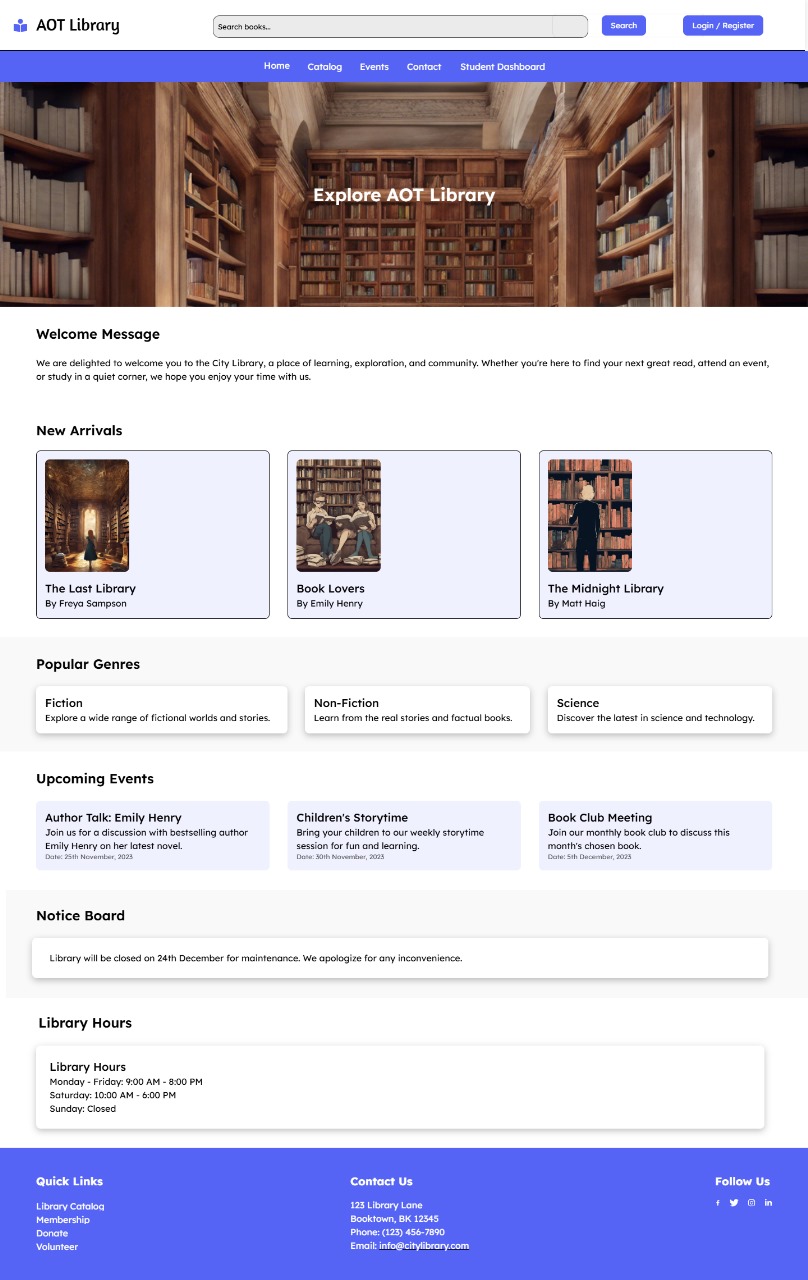 AOT Library
Search books...
Search
Login / Register
Home
Catalog
Events
Contact
Student Dashboard
Explore AOT Library
Welcome Message
We are delighted to welcome you to the City Library, a place of learning, exploration, and community. Whether you're here to find your next great read, attend an event,
or study in a quiet corner, we hope you enjoy your time with us.
New Arrivals
The Last Library
By Freya Sampson
Book Lovers
By Emily Henry
The Midnight Library
By Matt Haig
Popular Genres
Fiction
Explore a wide range of fictional worlds and stories.
Non-Fiction
Learn from the real stories and factual books.
Science
Discover the latest in science and technology.
Upcoming Events
Author Talk: Emily Henry
Join us for a discussion with bestselling author
Emily Henry on her latest novel.
Date: 25th November, 2023
Children's Storytime
Bring your children to our weekly storytime
session for fun and learning.
Date: 30th November, 2023
Book Club Meeting
Join our monthly book club to discuss this
month's chosen book.
Date: 5th December, 2023
Notice Board
Library will be closed on 24th December for maintenance. We apologize for any inconvenience.
Library Hours
Library Hours
Monday - Friday: 9:00 AM - 8:00 PM
Saturday: 10:00 AM - 6:00 PM
Sunday: Closed
Quick Links
Library Catalog
Membership
Donate
Volunteer
Contact Us
123 Library Lane
Booktown, BK 12345
Phone: (123) 456-7890
Email: info@citylibrary.com
Follow Us